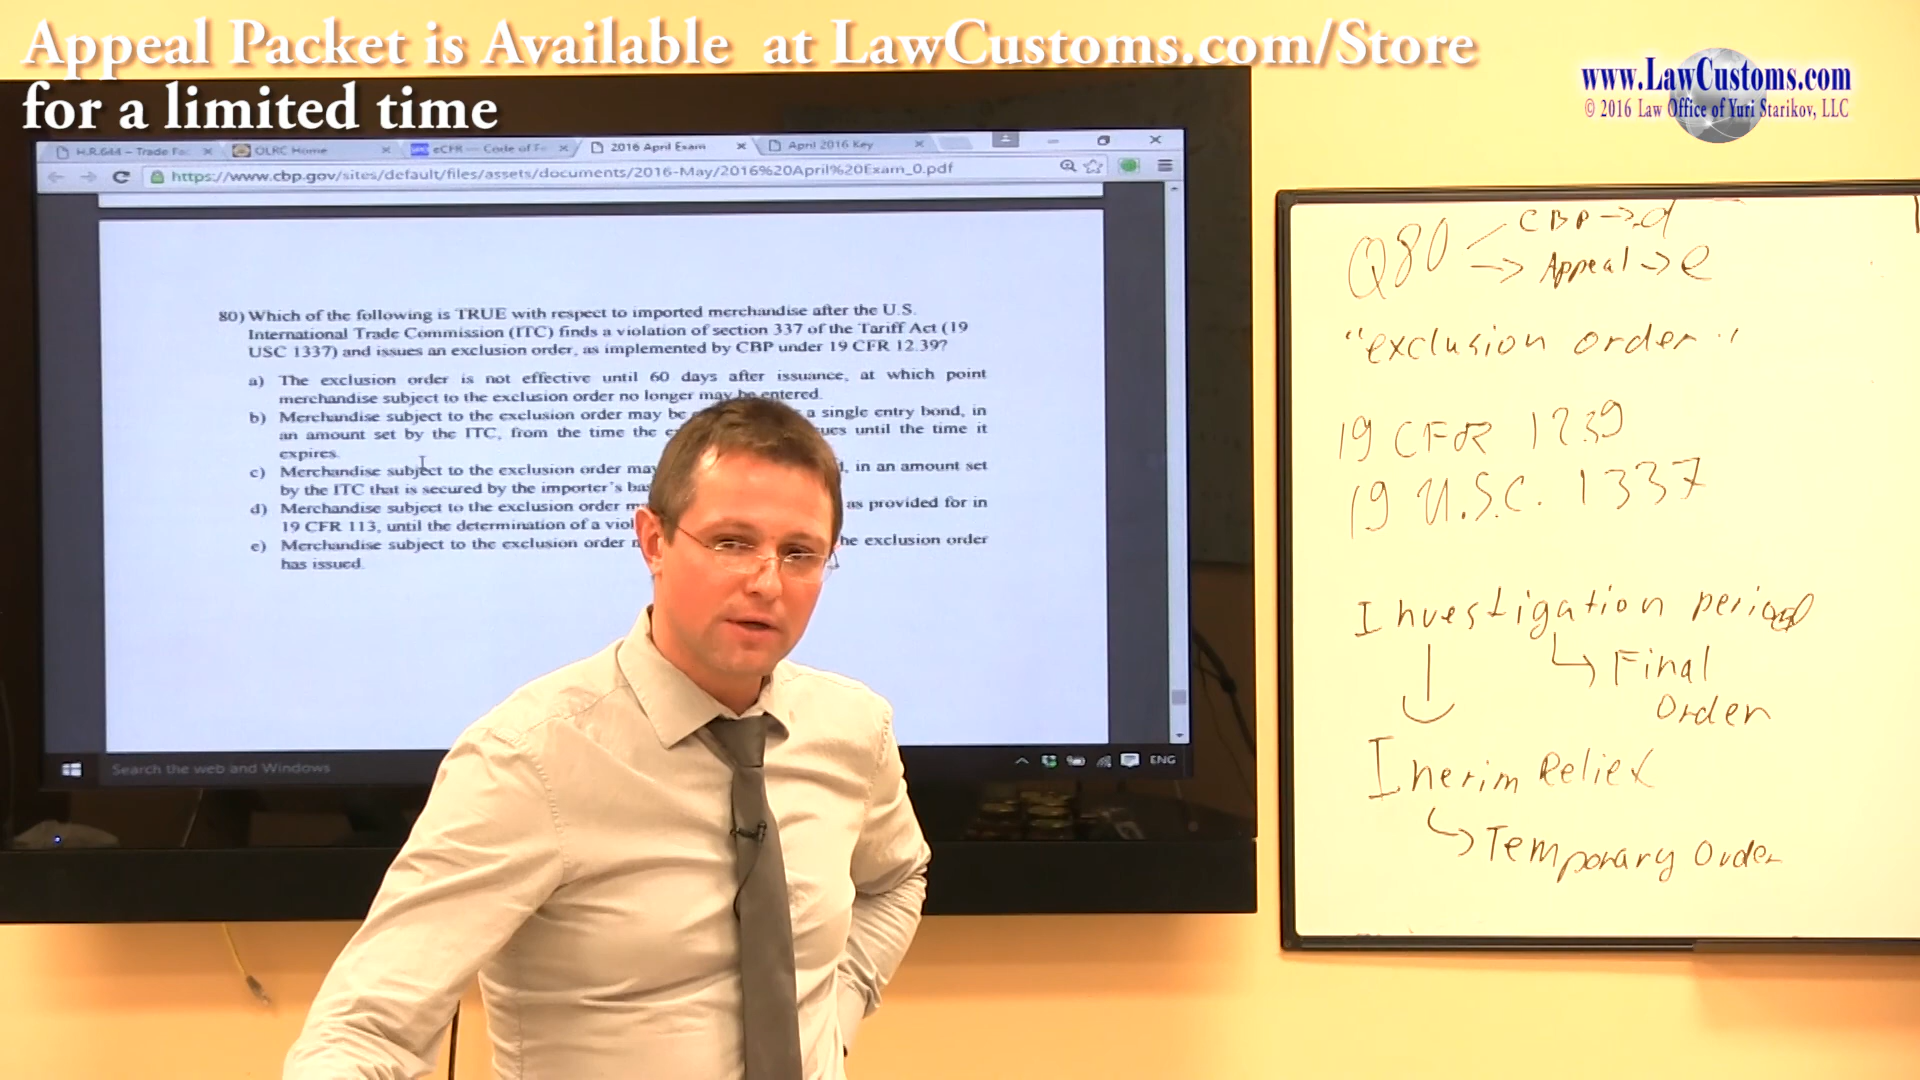 Appeal Packet is Available at LawCustoms.com/Store
for a limited time
www.LawCustoms.com
© 2016 Law Office of Yuri Starikov, LLC
H.R.644 – Trade Fa
OLRC Home
eCFR — Code of F
2016 April Exam
April 2016 Key
https://www.cbp.gov/sites/default/files/assets/documents/2016-May/2016%20April%20Exam_0.pdf
80) Which of the following is TRUE with respect to imported merchandise after the U.S.
International Trade Commission (ITC) finds a violation of section 337 of the Tariff Act (19
USC 1337) and issues an exclusion order, as implemented by CBP under 19 CFR 12.39?
a) The exclusion order is not effective until 60 days after issuance, at which point
merchandise subject to the exclusion order no longer may be entered.
b) Merchandise subject to the exclusion order may be a single entry bond, in
an amount set by the ITC, from the time the until the time it
expires.
c) Merchandise subject to the exclusion order may in an amount set
by the ITC that is secured by the importer's
d) Merchandise subject to the exclusion order as provided for in
19 CFR 113, until the determination of a
e) Merchandise subject to the exclusion order the exclusion order
has issued.
Search the web and Windows
ENG
Q80 CBP → d
→ Appeal → e
"exclusion order"
19 CFR 12.39
19 U.S.C. 1337
Investigation period
Final
Order
Inerim Relief
Temporary Order